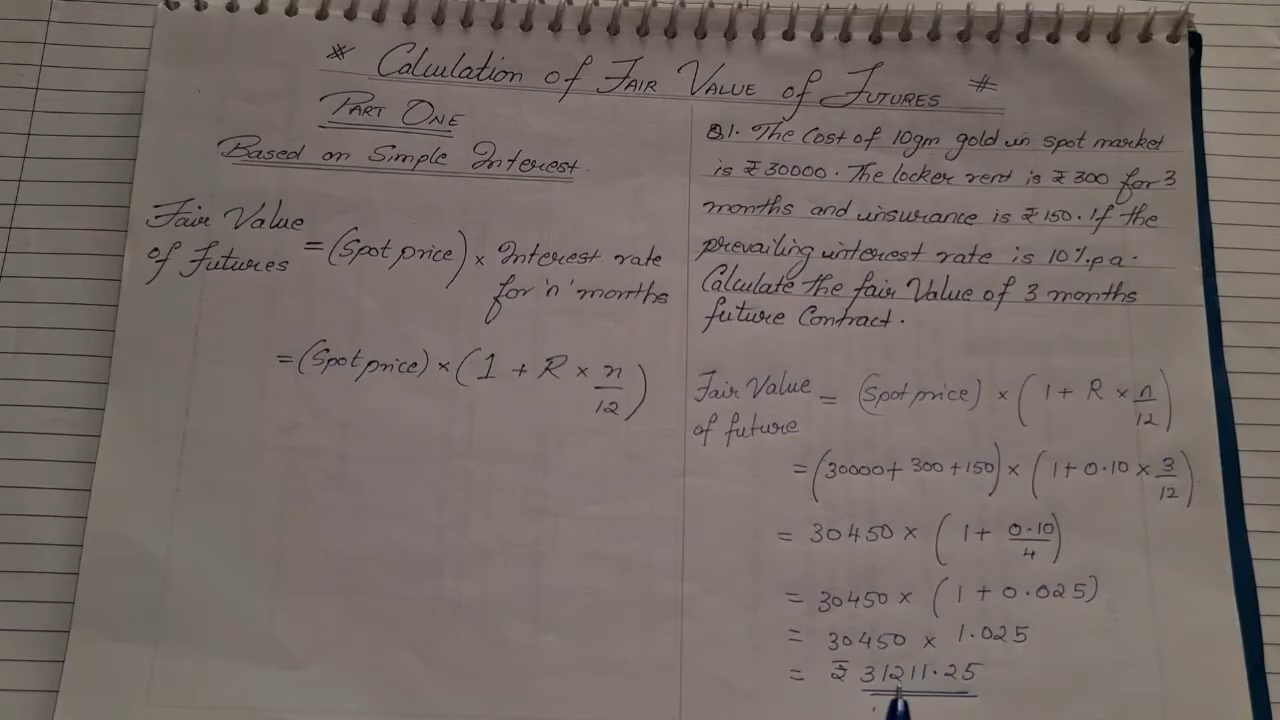 * Calculation of FAIR VALUE of FUTURES #
PART ONE
Based on Simple Interest.
Fair Value of Futures = (Spot price) × Interest rate for 'n' months
= (Spot price) × (1 + R × n/12)
Q1. The Cost of 10gm gold in spot market
is ₹30000. The locker rent is ₹300 for 3
months and insurance is ₹150. If the
prevailing interest rate is 10% pa.
Calculate the fair Value of 3 months
future Contract.
Fair Value of future = (Spot price) × (1 + R × n/12)
= (30000 + 300 + 150) × (1 + 0.10 × 3/12)
= 30450 × (1 + 0.10/4)
= 30450 × (1 + 0.025)
= 30450 × 1.025
= ₹ 31211.25